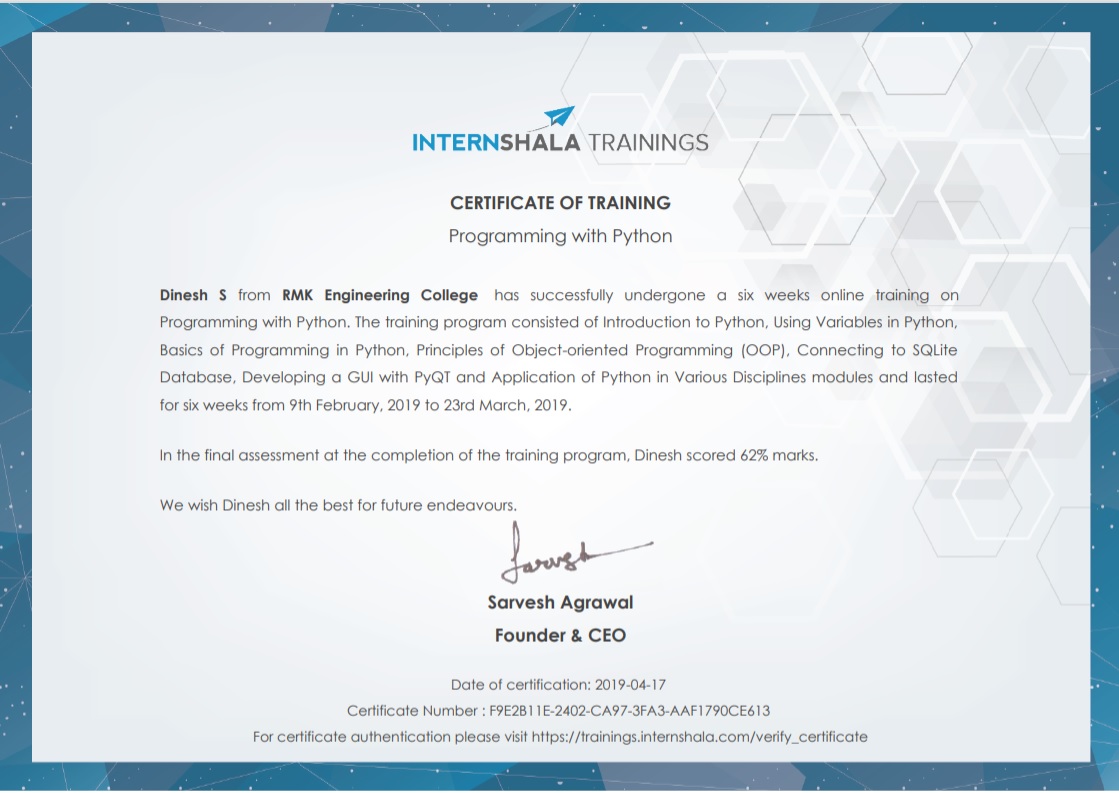 INTERNSHALA TRAININGS
CERTIFICATE OF TRAINING
Programming with Python
Dinesh S from RMK Engineering College has successfully undergone a six weeks online training on
Programming with Python. The training program consisted of Introduction to Python, Using Variables in Python,
Basics of Programming in Python, Principles of Object-oriented Programming (OOP), Connecting to SQLite
Database, Developing a GUI with PyQT and Application of Python in Various Disciplines modules and lasted
for six weeks from 9th February, 2019 to 23rd March, 2019.
In the final assessment at the completion of the training program, Dinesh scored 62% marks.
We wish Dinesh all the best for future endeavours.
Sarvesh
Sarvesh Agrawal
Founder & CEO
Date of certification: 2019-04-17
Certificate Number : F9E2B11E-2402-CA97-3FA3-AAF1790CE613
For certificate authentication please visit https://trainings.internshala.com/verify_certificate